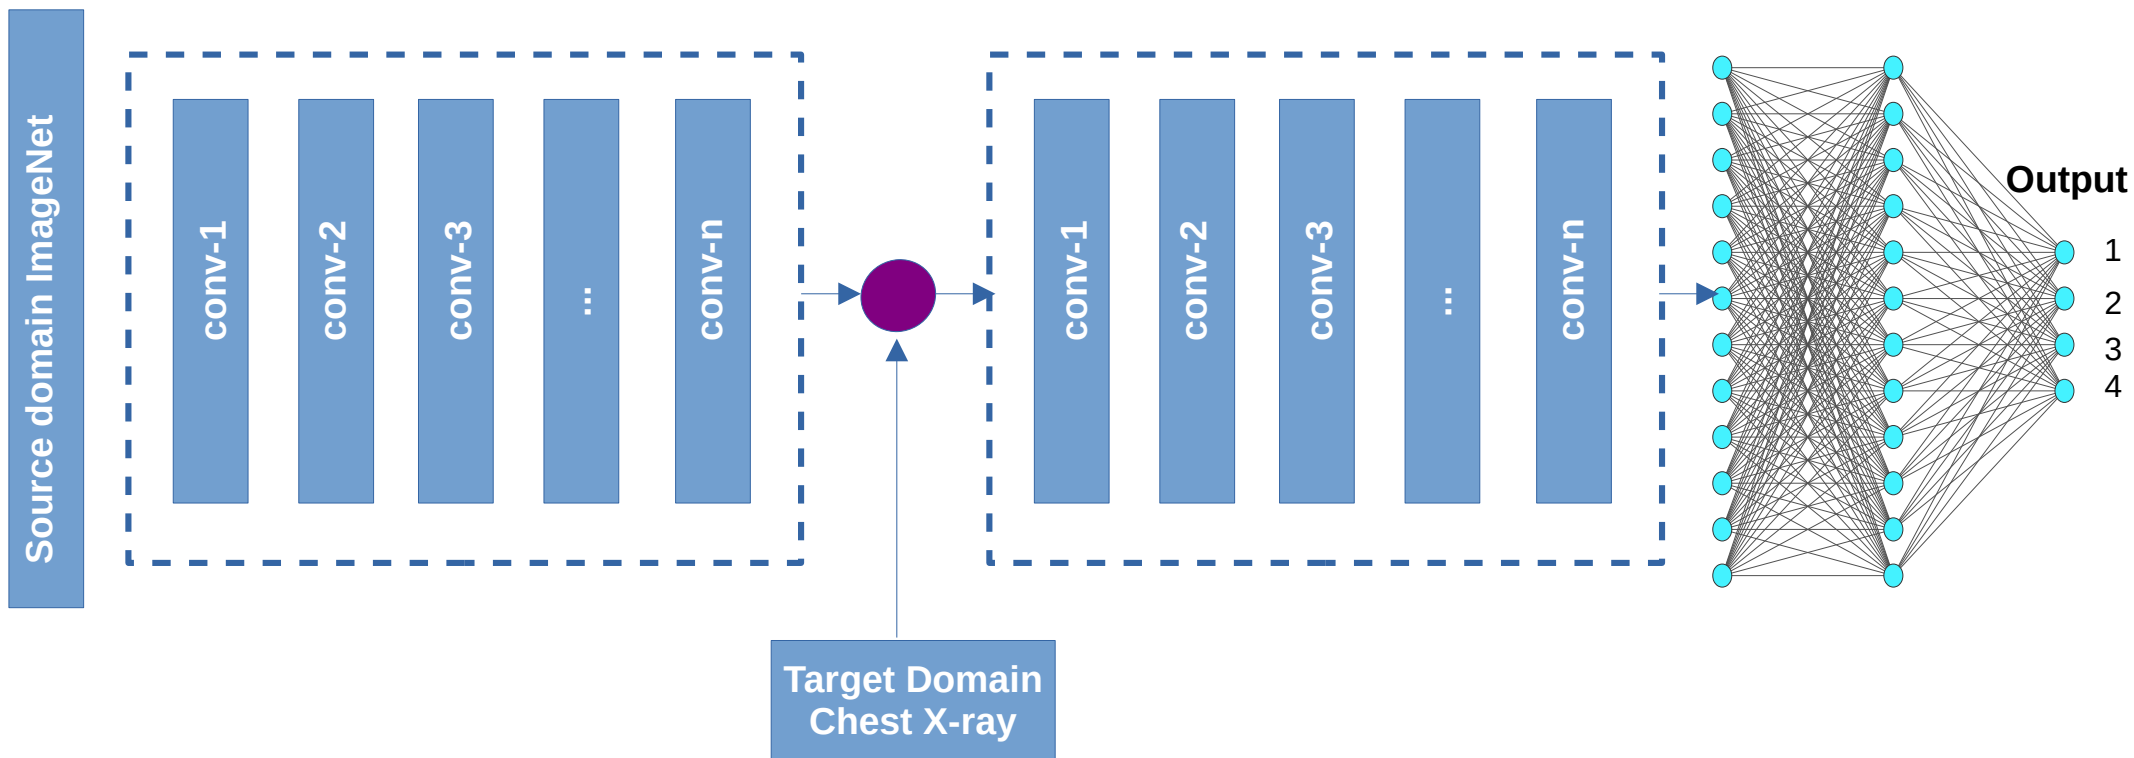 Source domain ImageNet
conv-1
conv-2
conv-3
...
conv-n
conv-1
conv-2
conv-3
...
conv-n
Output
1
2
3
4
Target Domain
Chest X-ray